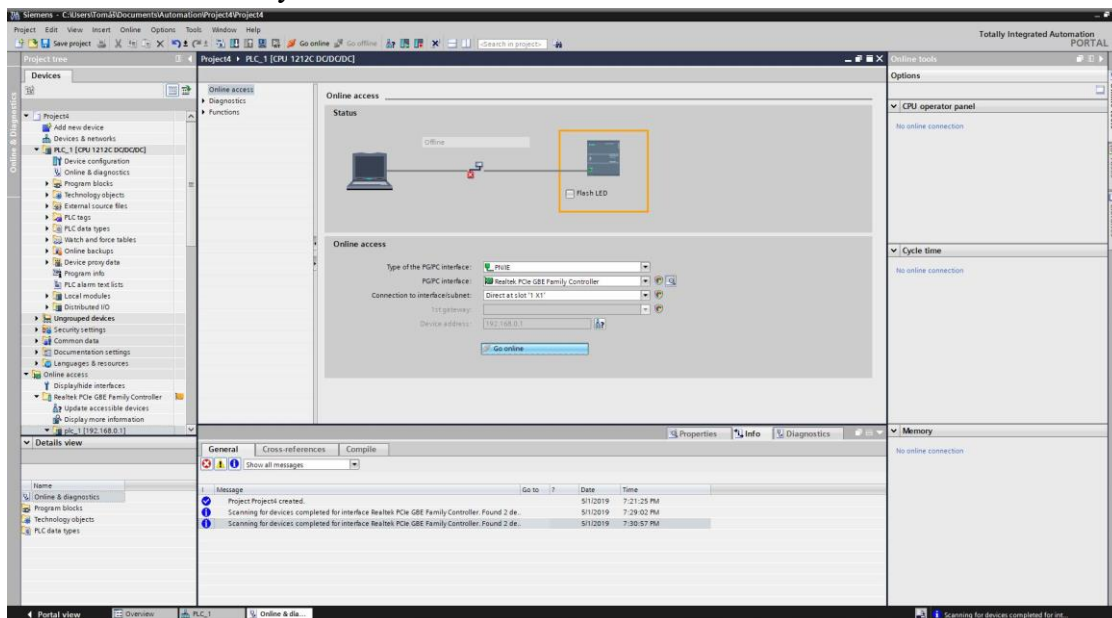 Siemens - C:\Users\Tomáš\Documents\Automation\Project4\Project4
Project Edit View Insert Online Options Tools Window Help
Totally Integrated Automation
PORTAL
Save project Go online Go offline <Search in project>
Project tree
Project4 ▸ PLC_1 [CPU 1212C DC/DC/DC]
Online tools
Devices
Options
Online & Diagnostics
Project4
Add new device
Devices & networks
PLC_1 [CPU 1212C DC/DC/DC]
Device configuration
Online & diagnostics
Program blocks
Technology objects
External source files
PLC tags
PLC data types
Watch and force tables
Online backups
Device proxy data
Program info
PLC alarm text lists
Local modules
Distributed I/O
Ungrouped devices
Security settings
Common data
Documentation settings
Languages & resources
Online access
Display/hide interfaces
Realtek PCIe GBE Family Controller
Update accessible devices
Display more information
plc_1 [192.168.0.1]
Details view
Name
Online & diagnostics
Program blocks
Technology objects
PLC data types
Online access
Diagnostics
Functions
Online access
Status
Offline
Flash LED
Online access
Type of the PG/PC interface: PN/IE
PG/PC interface: Realtek PCIe GBE Family Controller
Connection to interface/subnet: Direct at slot '1 X1'
1st gateway:
Device address: 192.168.0.1
Go online
Properties Info Diagnostics
General Cross-references Compile
Show all messages
! Message Go to ? Date Time
Project Project4 created. 5/1/2019 7:21:25 PM
Scanning for devices completed for interface Realtek PCIe GBE Family Controller. Found 2 de.. 5/1/2019 7:29:02 PM
Scanning for devices completed for interface Realtek PCIe GBE Family Controller. Found 2 de.. 5/1/2019 7:30:57 PM
CPU operator panel
No online connection
Cycle time
No online connection
Memory
No online connection
Portal view Overview PLC_1 Online & dia...
Scanning for devices completed for int...